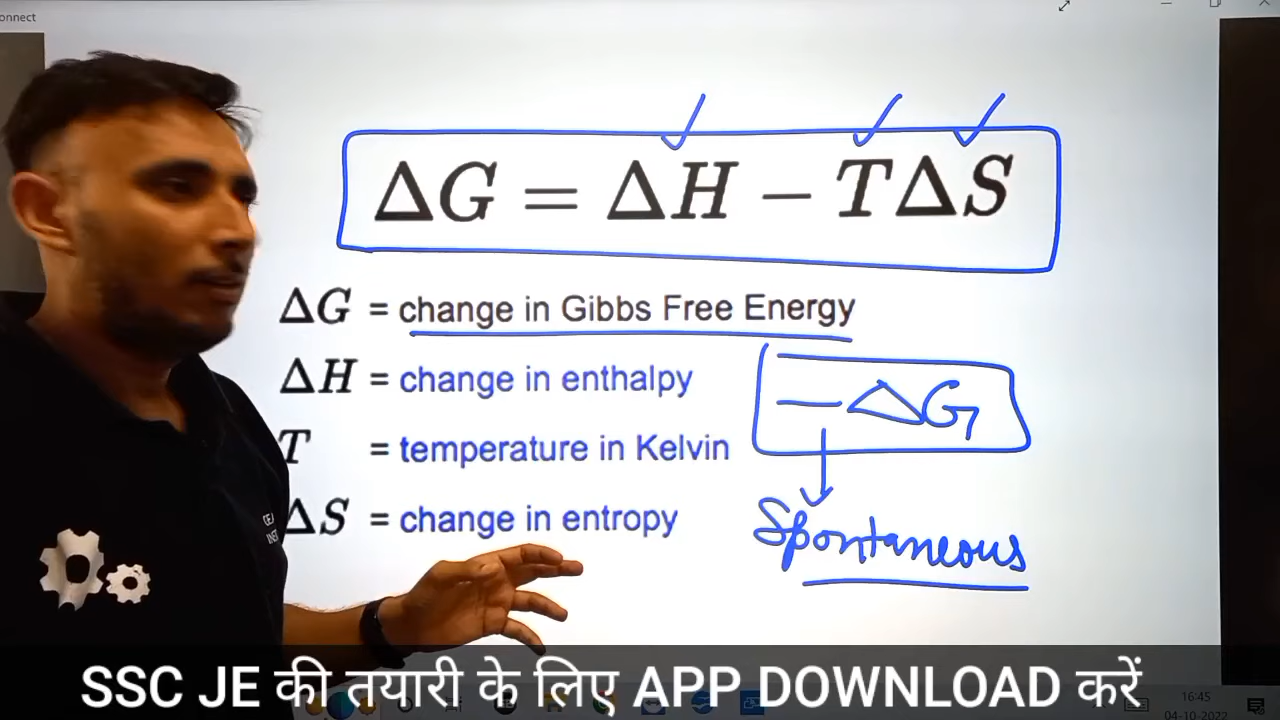 onnect
ΔG = ΔH − TΔS
ΔG = change in Gibbs Free Energy
ΔH = change in enthalpy
− ΔG
T = temperature in Kelvin
ΔS = change in entropy
Spontaneous
SSC JE की तयारी के लिए APP DOWNLOAD करें
16:45
04-10-2022